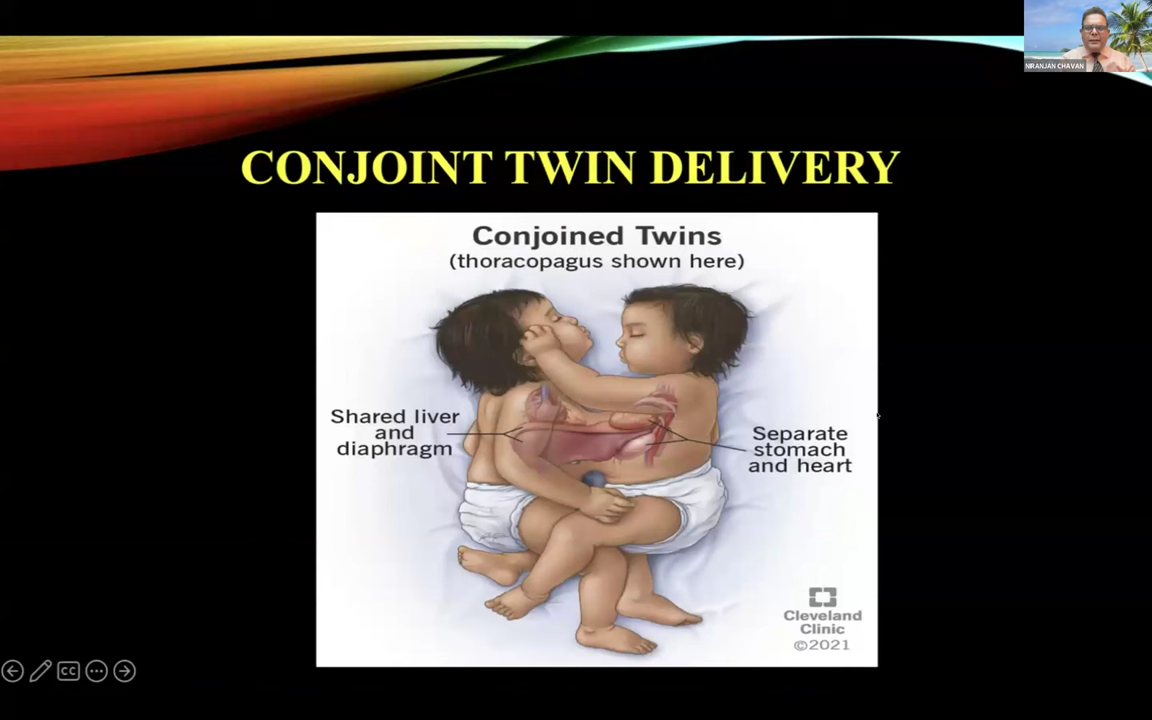 NIRANJAN CHAVAN
CONJOINT TWIN DELIVERY
Conjoined Twins
(thoracopagus shown here)
Shared liver
and
diaphragm
Separate
stomach
and heart
Cleveland
Clinic
©2021
CC